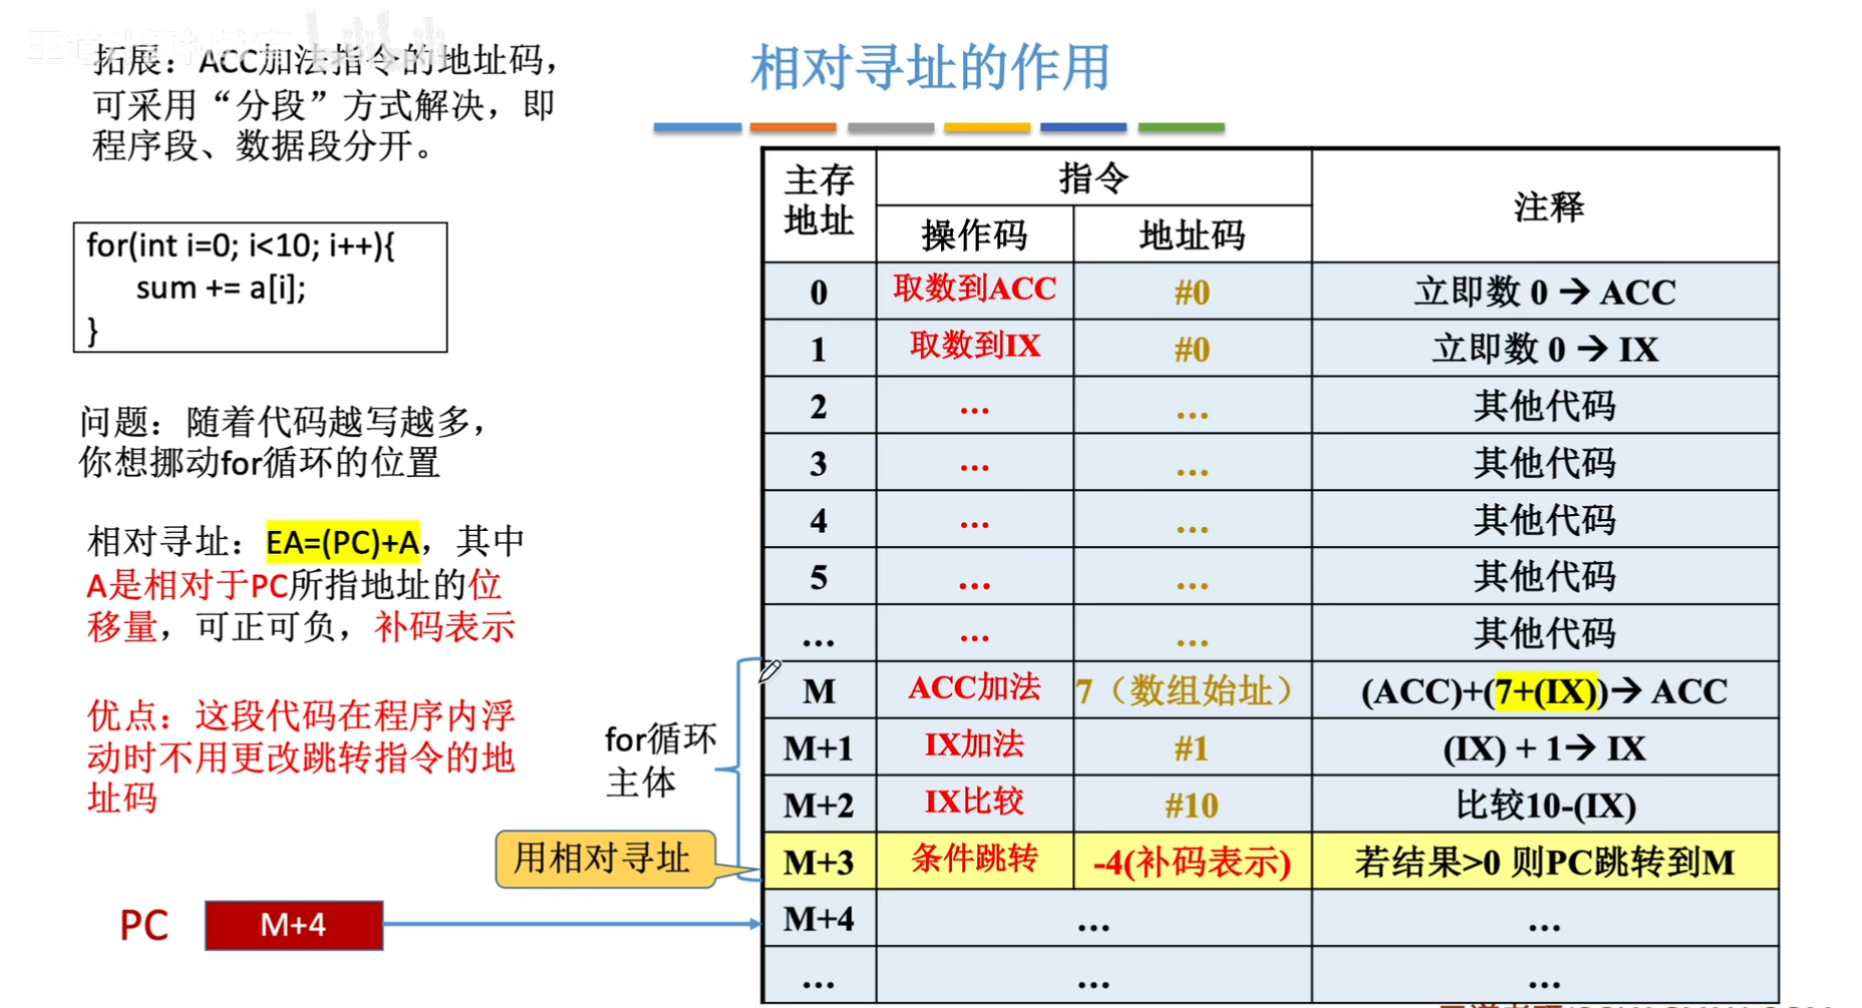 拓展：ACC加法指令的地址码，
可采用“分段”方式解决，即
程序段、数据段分开。
相对寻址的作用
for(int i=0; i<10; i++){
sum += a[i];
}
问题：随着代码越写越多，
你想挪动for循环的位置
相对寻址：EA=(PC)+A，其中
A是相对于PC所指地址的位
移量，可正可负，补码表示
优点：这段代码在程序内浮
动时不用更改跳转指令的地
址码
for循环
主体
用相对寻址
PC M+4
主存地址 指令 注释
操作码 地址码
0 取数到ACC #0 立即数 0 → ACC
1 取数到IX #0 立即数 0 → IX
2 ... ... 其他代码
3 ... ... 其他代码
4 ... ... 其他代码
5 ... ... 其他代码
... ... ... 其他代码
M ACC加法 7（数组始址） (ACC)+(7+(IX))→ ACC
M+1 IX加法 #1 (IX) + 1→ IX
M+2 IX比较 #10 比较10-(IX)
M+3 条件跳转 -4(补码表示) 若结果>0 则PC跳转到M
M+4 ... ...
... ... ...